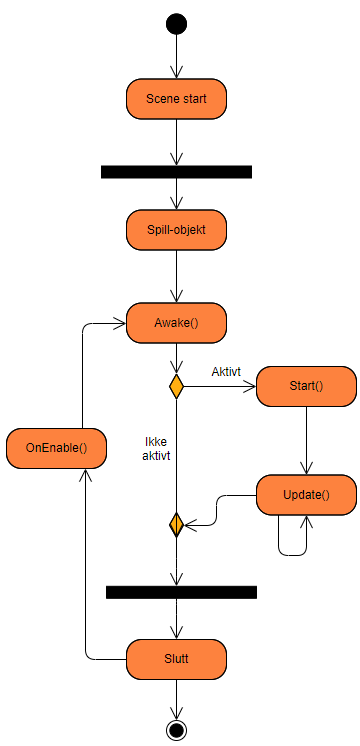 Scene start
Spill-objekt
Awake()
Aktivt
Start()
Ikke
aktivt
OnEnable()
Update()
Slutt